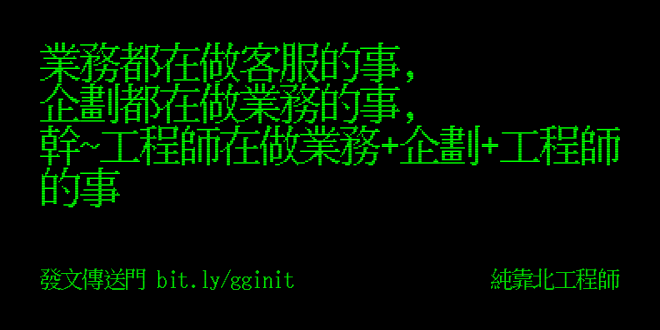 業務都在做客服的事,
企劃都在做業務的事,
幹~工程師在做業務+企劃+工程師
的事
發文傳送門 bit.ly/gginit
純靠北工程師